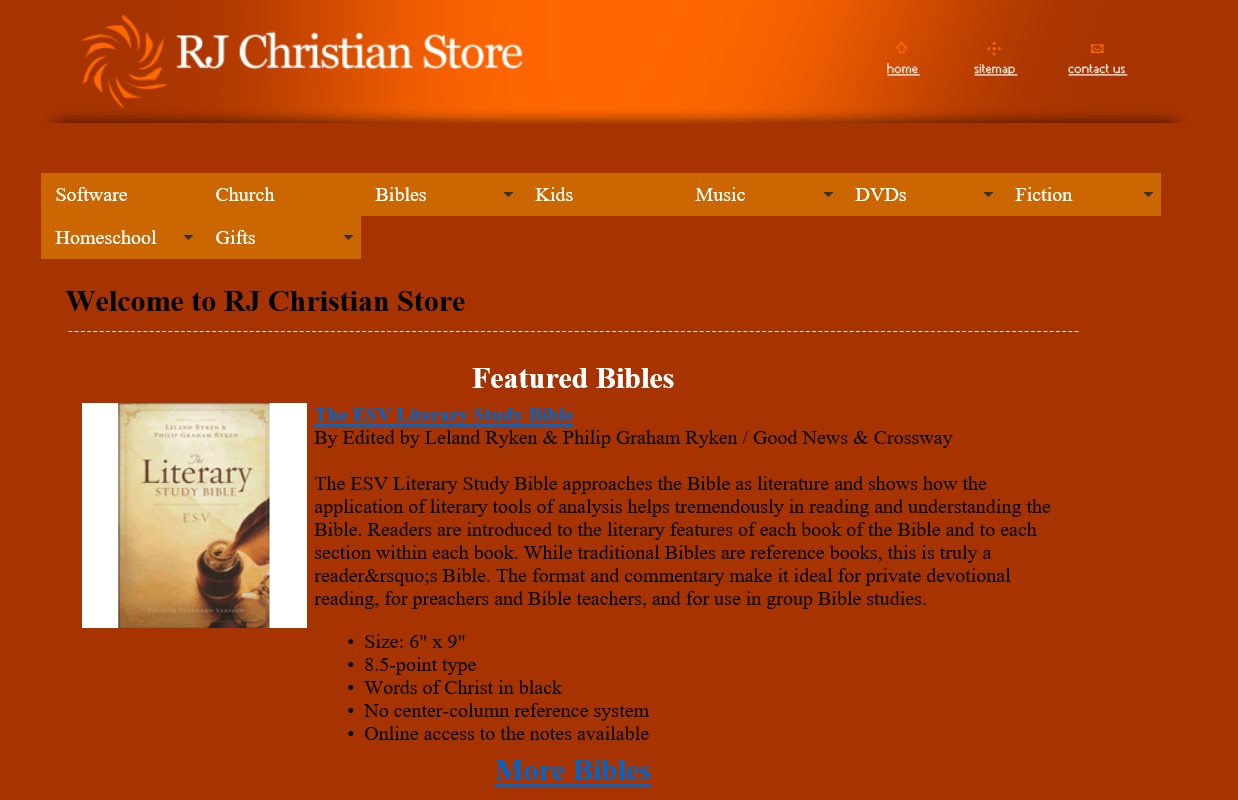 RJ Christian Store
home
sitemap
contact us
Software Church Bibles Kids Music DVDs Fiction
Homeschool Gifts
Welcome to RJ Christian Store
Featured Bibles
LELAND RYKEN &
PHILIP GRAHAM RYKEN
The
Literary
STUDY BIBLE
ESV
ENGLISH STANDARD VERSION
The ESV Literary Study Bible
By Edited by Leland Ryken & Philip Graham Ryken / Good News & Crossway
The ESV Literary Study Bible approaches the Bible as literature and shows how the
application of literary tools of analysis helps tremendously in reading and understanding the
Bible. Readers are introduced to the literary features of each book of the Bible and to each
section within each book. While traditional Bibles are reference books, this is truly a
reader&rsquo;s Bible. The format and commentary make it ideal for private devotional
reading, for preachers and Bible teachers, and for use in group Bible studies.
• Size: 6" x 9"
• 8.5-point type
• Words of Christ in black
• No center-column reference system
• Online access to the notes available
More Bibles